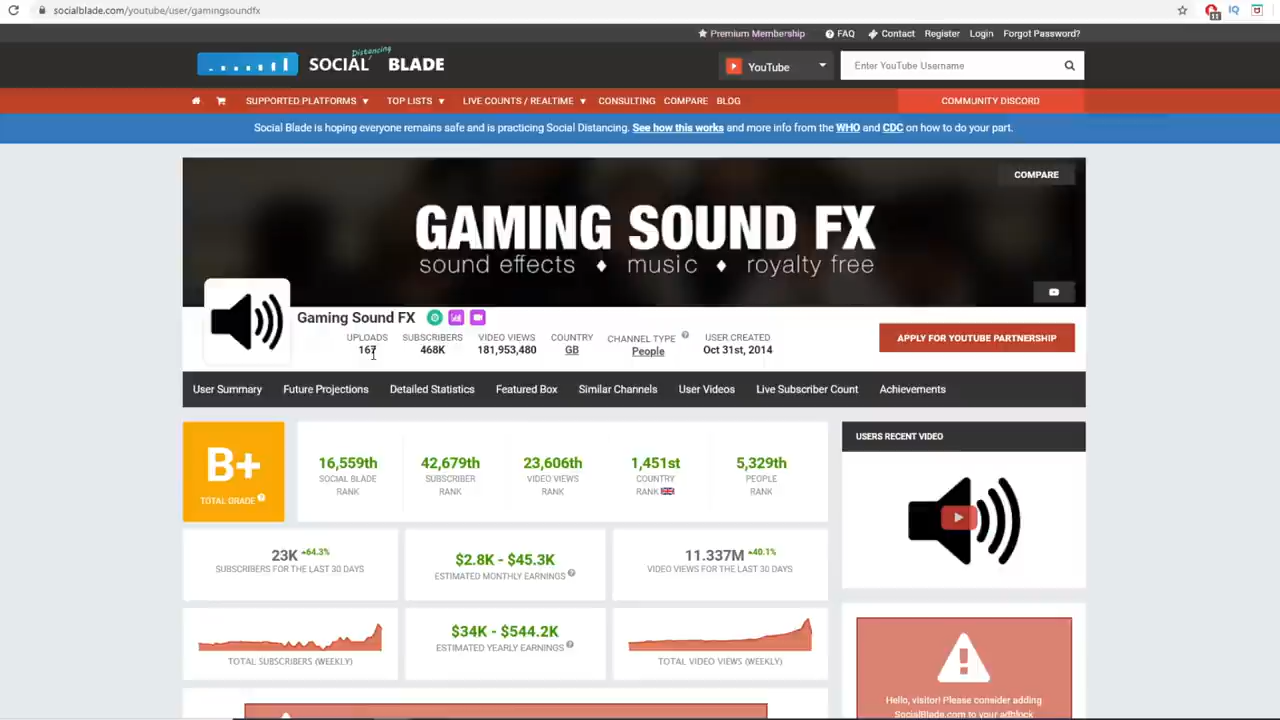 socialblade.com/youtube/user/gamingsoundfx
11
IQ
Premium Membership FAQ Contact Register Login Forgot Password?
SOCIAL Distancing BLADE
YouTube
Enter YouTube Username
SUPPORTED PLATFORMS TOP LISTS LIVE COUNTS / REALTIME CONSULTING COMPARE BLOG COMMUNITY DISCORD
Social Blade is hoping everyone remains safe and is practicing Social Distancing. See how this works and more info from the WHO and CDC on how to do your part.
COMPARE
GAMING SOUND FX
sound effects ♦ music ♦ royalty free
Gaming Sound FX
UPLOADS SUBSCRIBERS VIDEO VIEWS COUNTRY CHANNEL TYPE USER CREATED
167 468K 181,953,480 GB People Oct 31st, 2014
APPLY FOR YOUTUBE PARTNERSHIP
User Summary Future Projections Detailed Statistics Featured Box Similar Channels User Videos Live Subscriber Count Achievements
B+
TOTAL GRADE
16,559th 42,679th 23,606th 1,451st 5,329th
SOCIAL BLADE SUBSCRIBER VIDEO VIEWS COUNTRY PEOPLE
RANK RANK RANK RANK RANK
USERS RECENT VIDEO
23K 64.3%
SUBSCRIBERS FOR THE LAST 30 DAYS
$2.8K - $45.3K
ESTIMATED MONTHLY EARNINGS
11.337M 40.1%
VIDEO VIEWS FOR THE LAST 30 DAYS
TOTAL SUBSCRIBERS (WEEKLY)
$34K - $544.2K
ESTIMATED YEARLY EARNINGS
TOTAL VIDEO VIEWS (WEEKLY)
Hello, visitor! Please consider adding
SocialBlade.com to your adblock